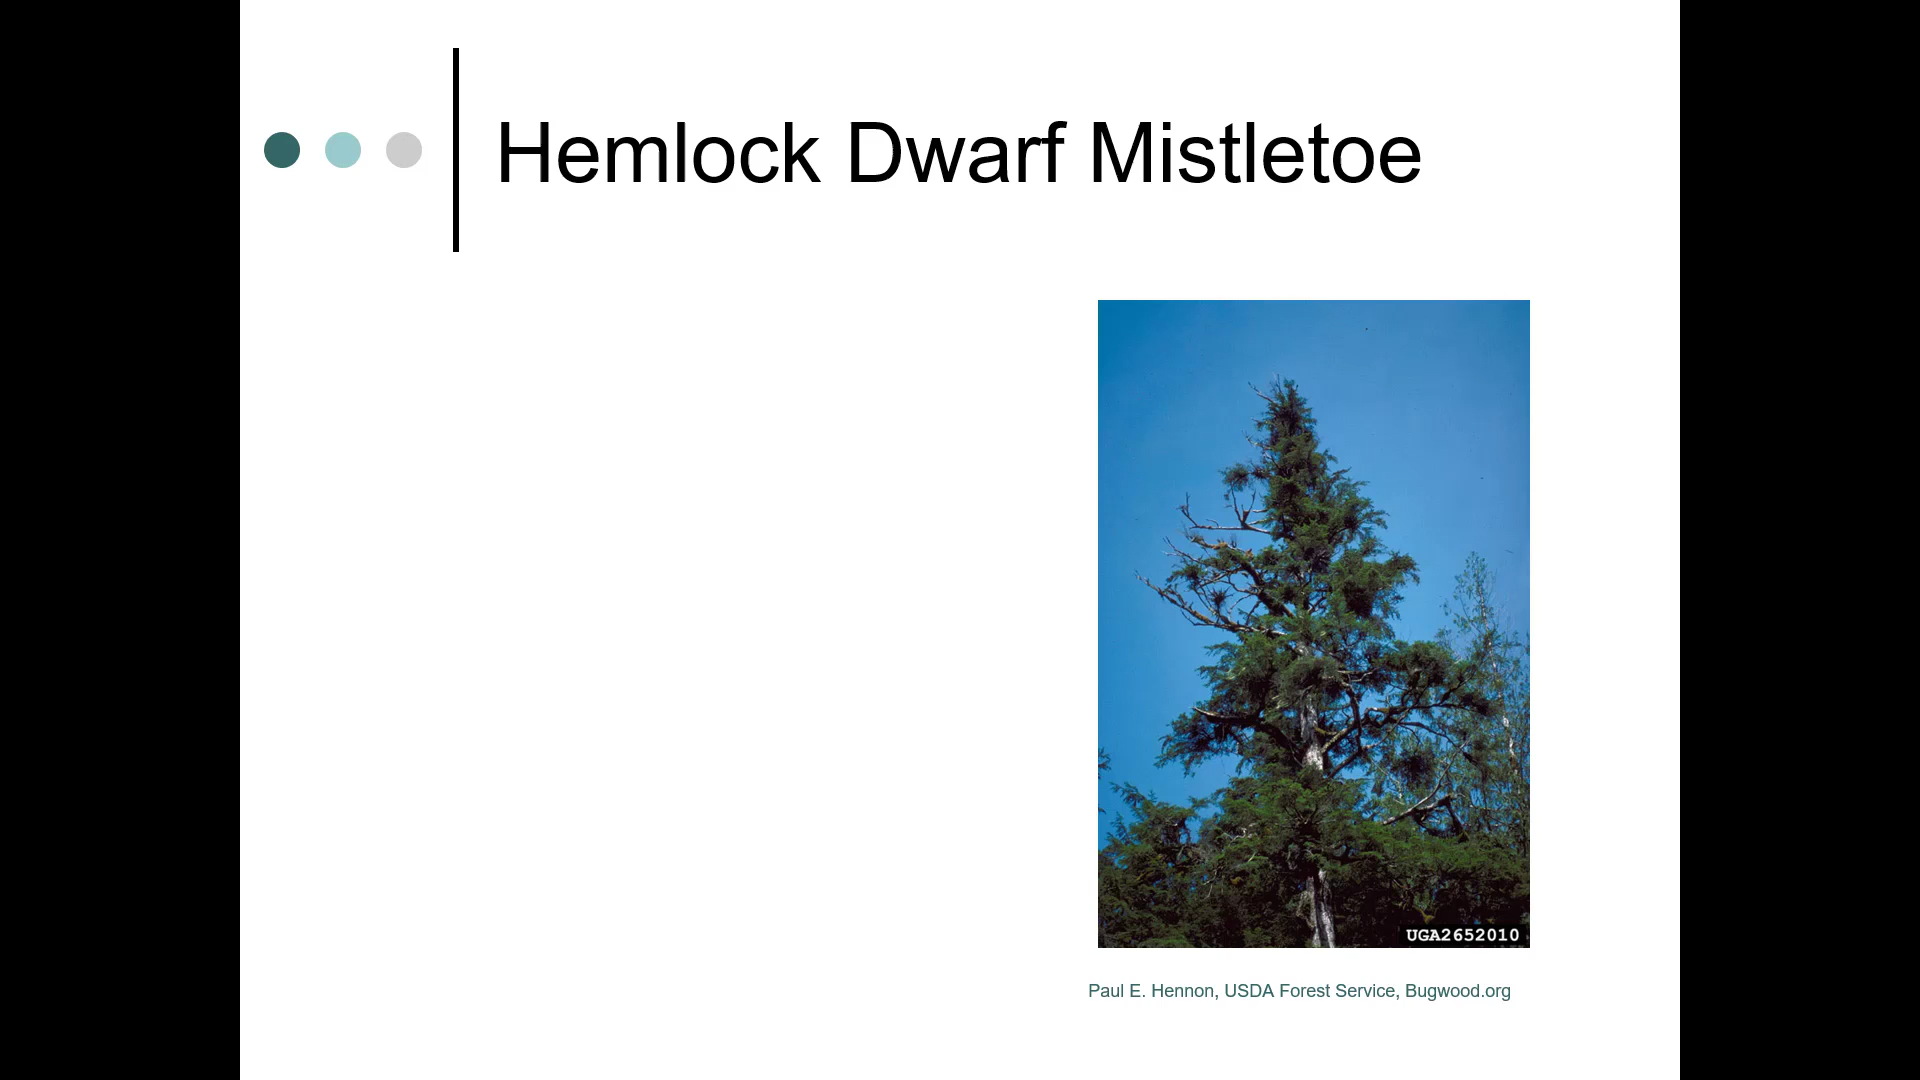 Hemlock Dwarf Mistletoe
UGA2652010
Paul E. Hennon, USDA Forest Service, Bugwood.org